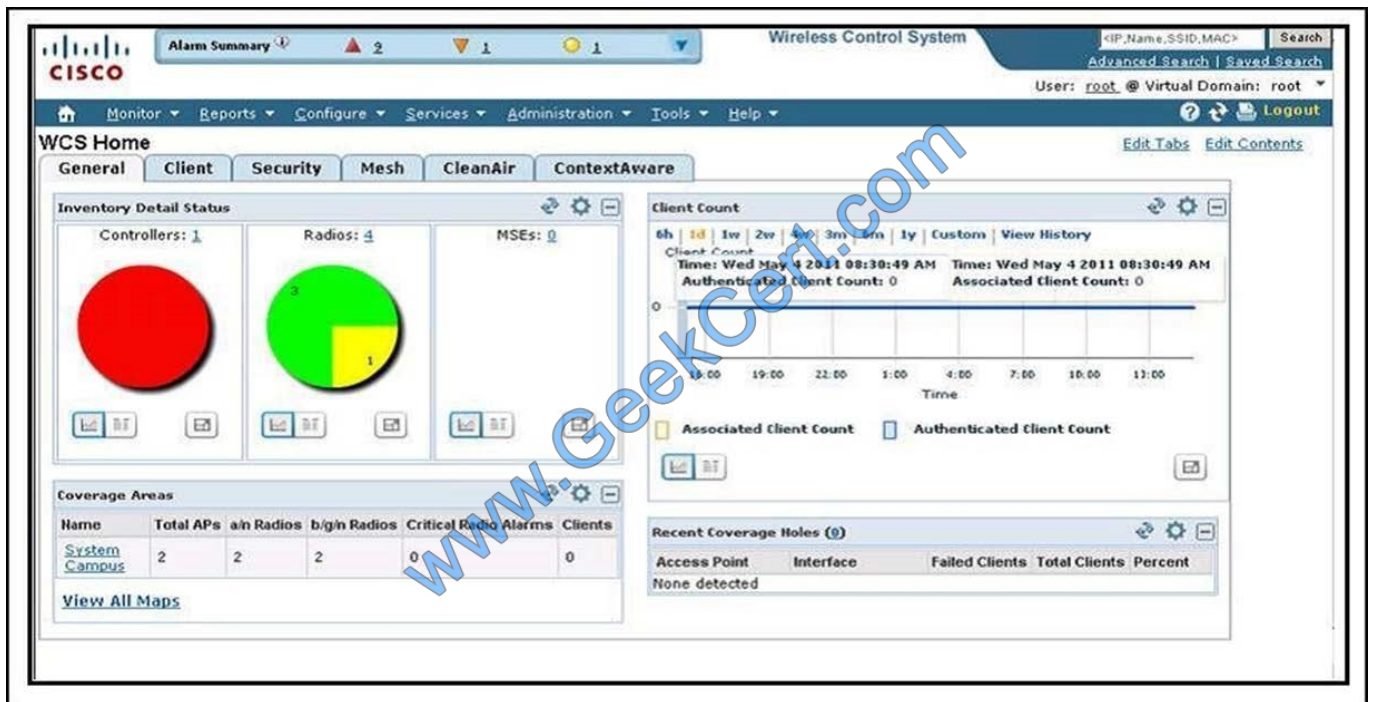 Alarm Summary 2 1 1
Wireless Control System
<IP,Name,SSID,MAC> Search
Advanced Search | Saved Search
CISCO
User: root @ Virtual Domain: root
Monitor Reports Configure Services Administration Tools Help Logout
WCS Home
Edit Tabs Edit Contents
General Client Security Mesh CleanAir ContextAware
Inventory Detail Status
Controllers: 1
Radios: 4
MSEs: 0
3
1
Client Count
6h | 1d | 1w | 2w | 4w | 3m | 6m | 1y | Custom | View History
Client Count
Time: Wed May 4 2011 08:30:49 AM Time: Wed May 4 2011 08:30:49 AM
Authenticated Client Count: 0 Associated Client Count: 0
0
16:00 19:00 22:00 1:00 4:00 7:00 10:00 13:00
Time
Associated Client Count Authenticated Client Count
Coverage Areas
Name Total APs a/n Radios b/g/n Radios Critical Radio Alarms Clients
System Campus 2 2 2 0 0
View All Maps
Recent Coverage Holes (0)
Access Point Interface Failed Clients Total Clients Percent
None detected
www.GeekCert.com